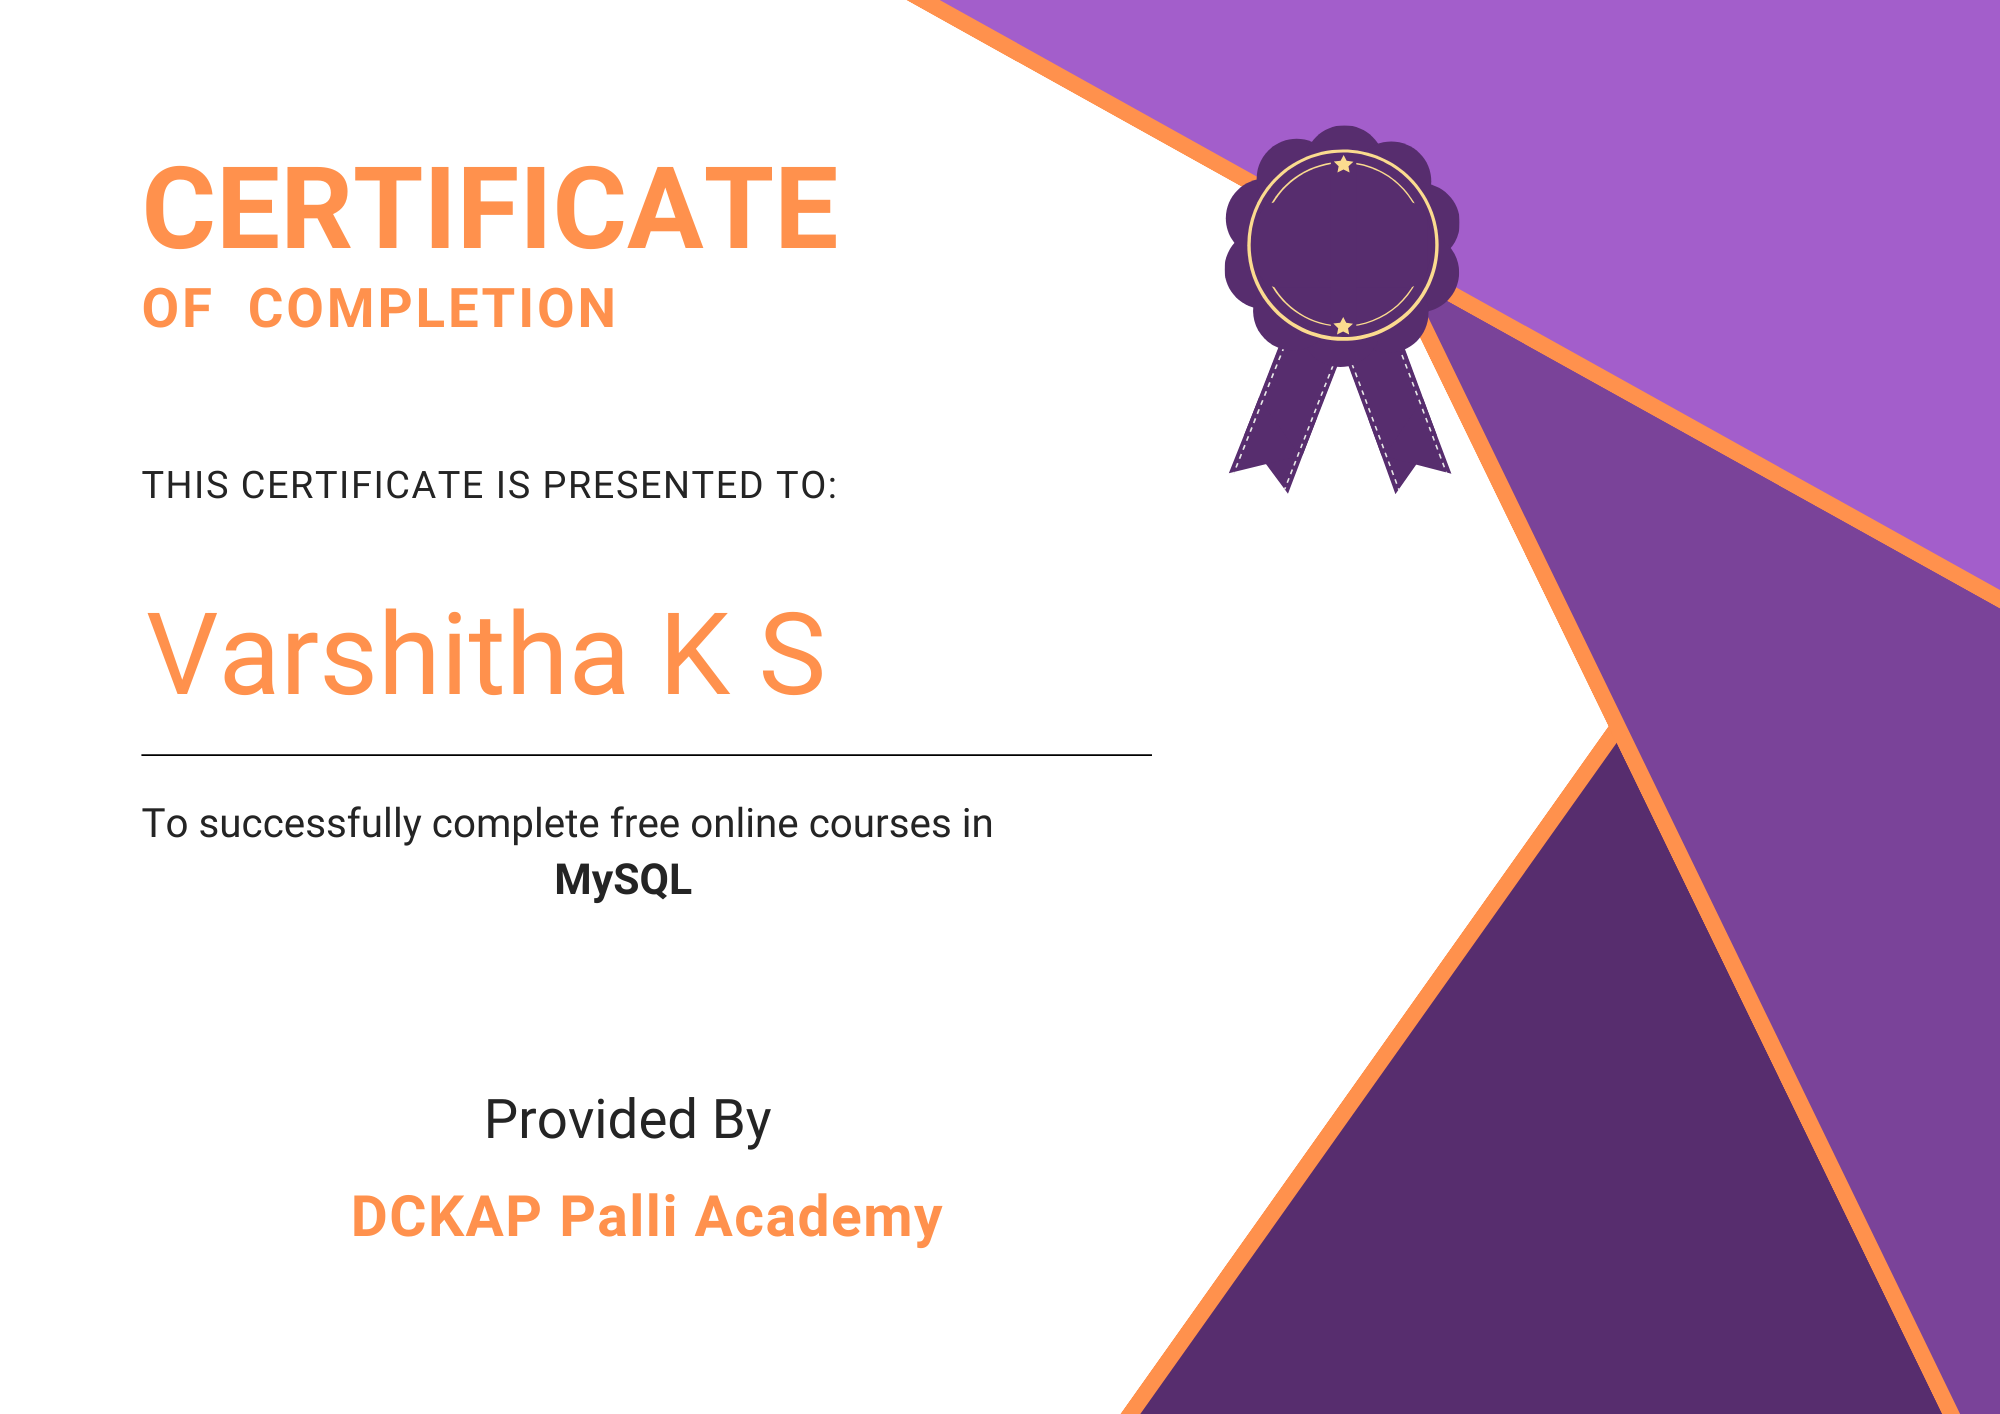 CERTIFICATE
OF COMPLETION
THIS CERTIFICATE IS PRESENTED TO:
Varshitha K S
To successfully complete free online courses in
MySQL
Provided By
DCKAP Palli Academy